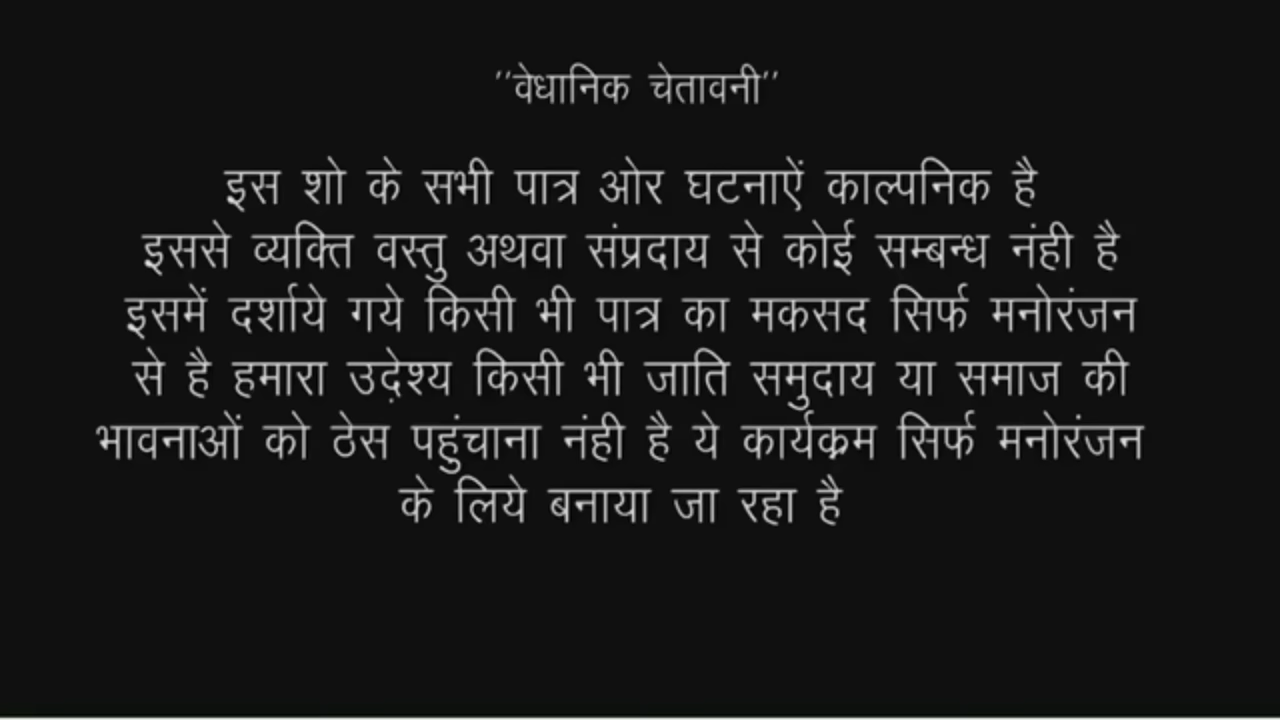 "वेधानिक चेतावनी"
इस शो के सभी पात्र ओर घटनाऐं काल्पनिक है
इससे व्यक्ति वस्तु अथवा संप्रदाय से कोई सम्बन्ध नंही है
इसमें दर्शाये गये किसी भी पात्र का मकसद सिर्फ मनोरंजन
से है हमारा उदे़श्य किसी भी जाति समुदाय या समाज की
भावनाओं को ठेस पहुंचाना नंही है ये कार्यक्रम सिर्फ मनोरंजन
के लिये बनाया जा रहा है